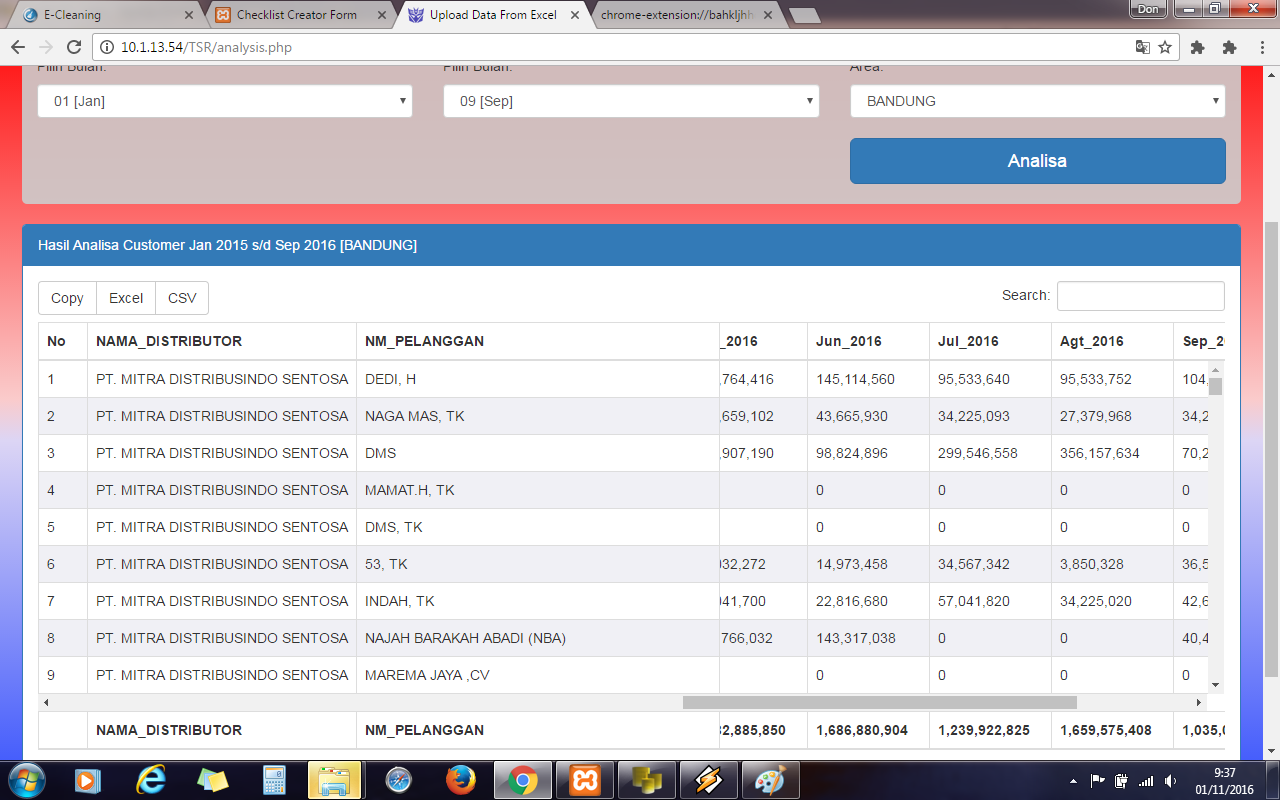 E-Cleaning
Checklist Creator Form
Upload Data From Excel
chrome-extension://bahkljhh
Don
10.1.13.54/TSR/analysis.php
Pilih Bulan:
Pilih Bulan:
Area:
01 [Jan]
09 [Sep]
BANDUNG
Analisa
Hasil Analisa Customer Jan 2015 s/d Sep 2016 [BANDUNG]
Copy Excel CSV
Search:
No NAMA_DISTRIBUTOR NM_PELANGGAN _2016 Jun_2016 Jul_2016 Agt_2016 Sep_2
1 PT. MITRA DISTRIBUSINDO SENTOSA DEDI, H ,764,416 145,114,560 95,533,640 95,533,752 104,
2 PT. MITRA DISTRIBUSINDO SENTOSA NAGA MAS, TK ,659,102 43,665,930 34,225,093 27,379,968 34,2
3 PT. MITRA DISTRIBUSINDO SENTOSA DMS ,907,190 98,824,896 299,546,558 356,157,634 70,2
4 PT. MITRA DISTRIBUSINDO SENTOSA MAMAT.H, TK 0 0 0 0
5 PT. MITRA DISTRIBUSINDO SENTOSA DMS, TK 0 0 0 0
6 PT. MITRA DISTRIBUSINDO SENTOSA 53, TK 032,272 14,973,458 34,567,342 3,850,328 36,5
7 PT. MITRA DISTRIBUSINDO SENTOSA INDAH, TK 041,700 22,816,680 57,041,820 34,225,020 42,6
8 PT. MITRA DISTRIBUSINDO SENTOSA NAJAH BARAKAH ABADI (NBA) 766,032 143,317,038 0 0 40,4
9 PT. MITRA DISTRIBUSINDO SENTOSA MAREMA JAYA ,CV 0 0 0 0
NAMA_DISTRIBUTOR NM_PELANGGAN 32,885,850 1,686,880,904 1,239,922,825 1,659,575,408 1,035,0
9:37
01/11/2016